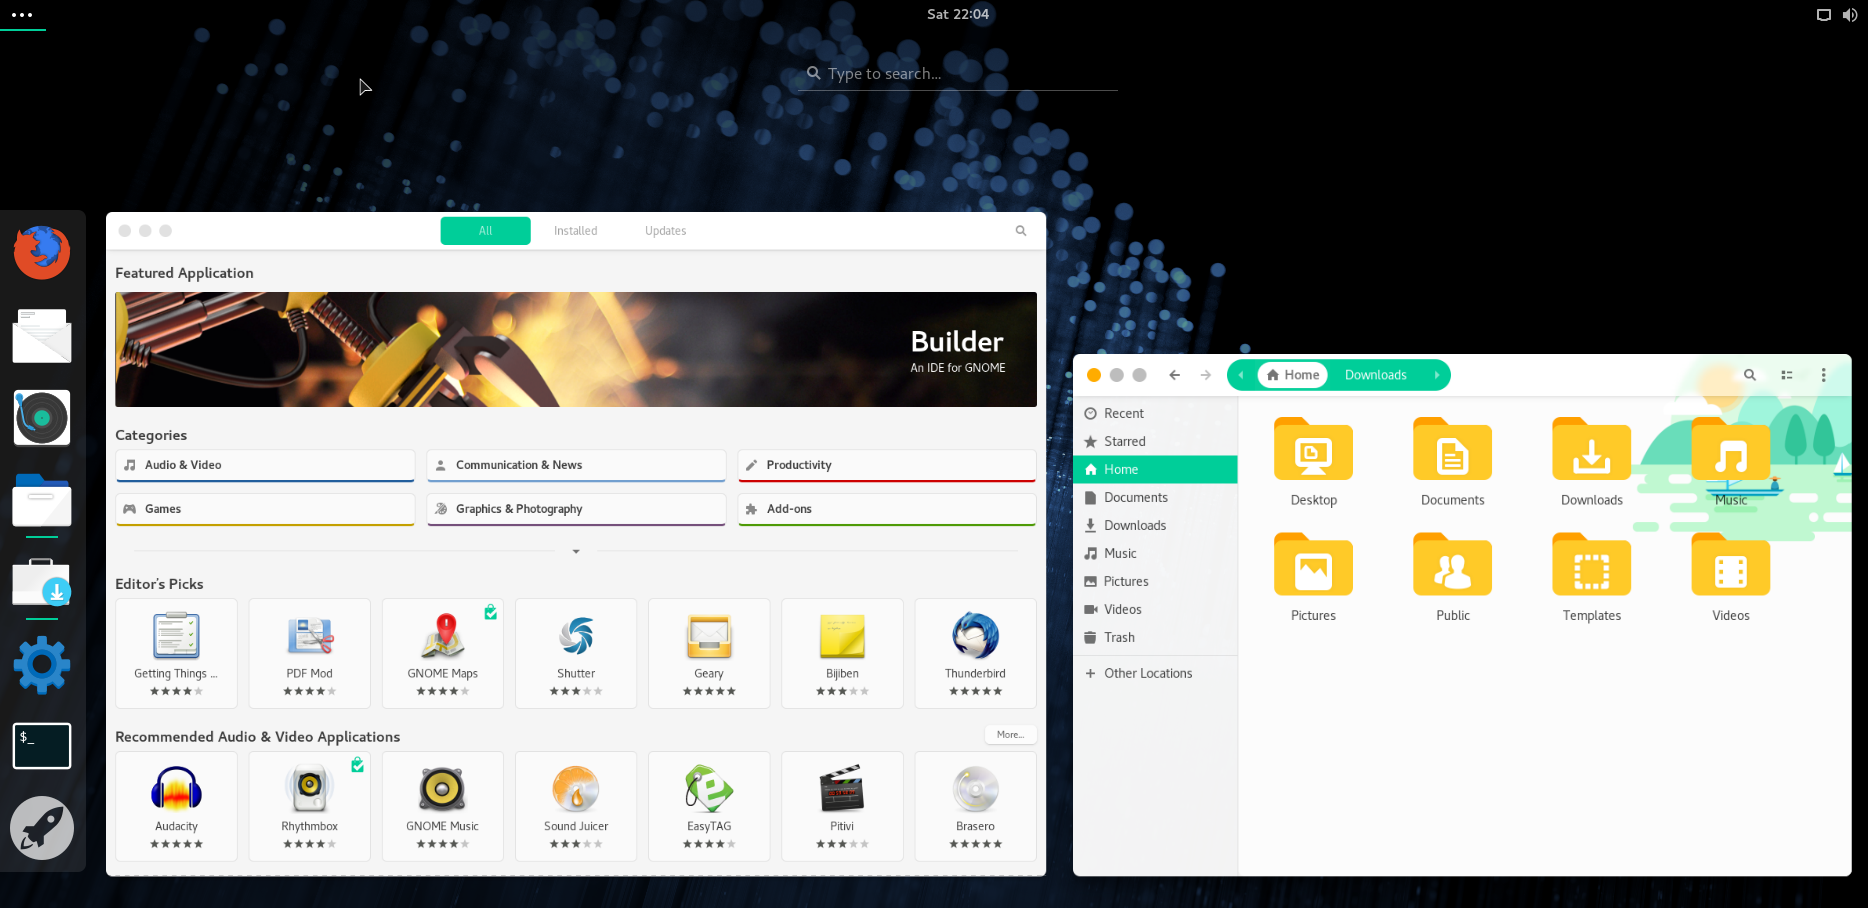 Sat 22:04
Type to search...
All Installed Updates
Featured Application
Builder
An IDE for GNOME
Categories
Audio & Video Communication & News Productivity
Games Graphics & Photography Add-ons
Editor's Picks
Getting Things ... PDF Mod GNOME Maps Shutter Geary Bijiben Thunderbird
Recommended Audio & Video Applications More...
Audacity Rhythmbox GNOME Music Sound Juicer EasyTAG Pitivi Brasero
Home Downloads
Recent
Starred
Home
Documents
Downloads
Music
Pictures
Videos
Trash
Other Locations
Desktop Documents Downloads Music
Pictures Public Templates Videos
$_